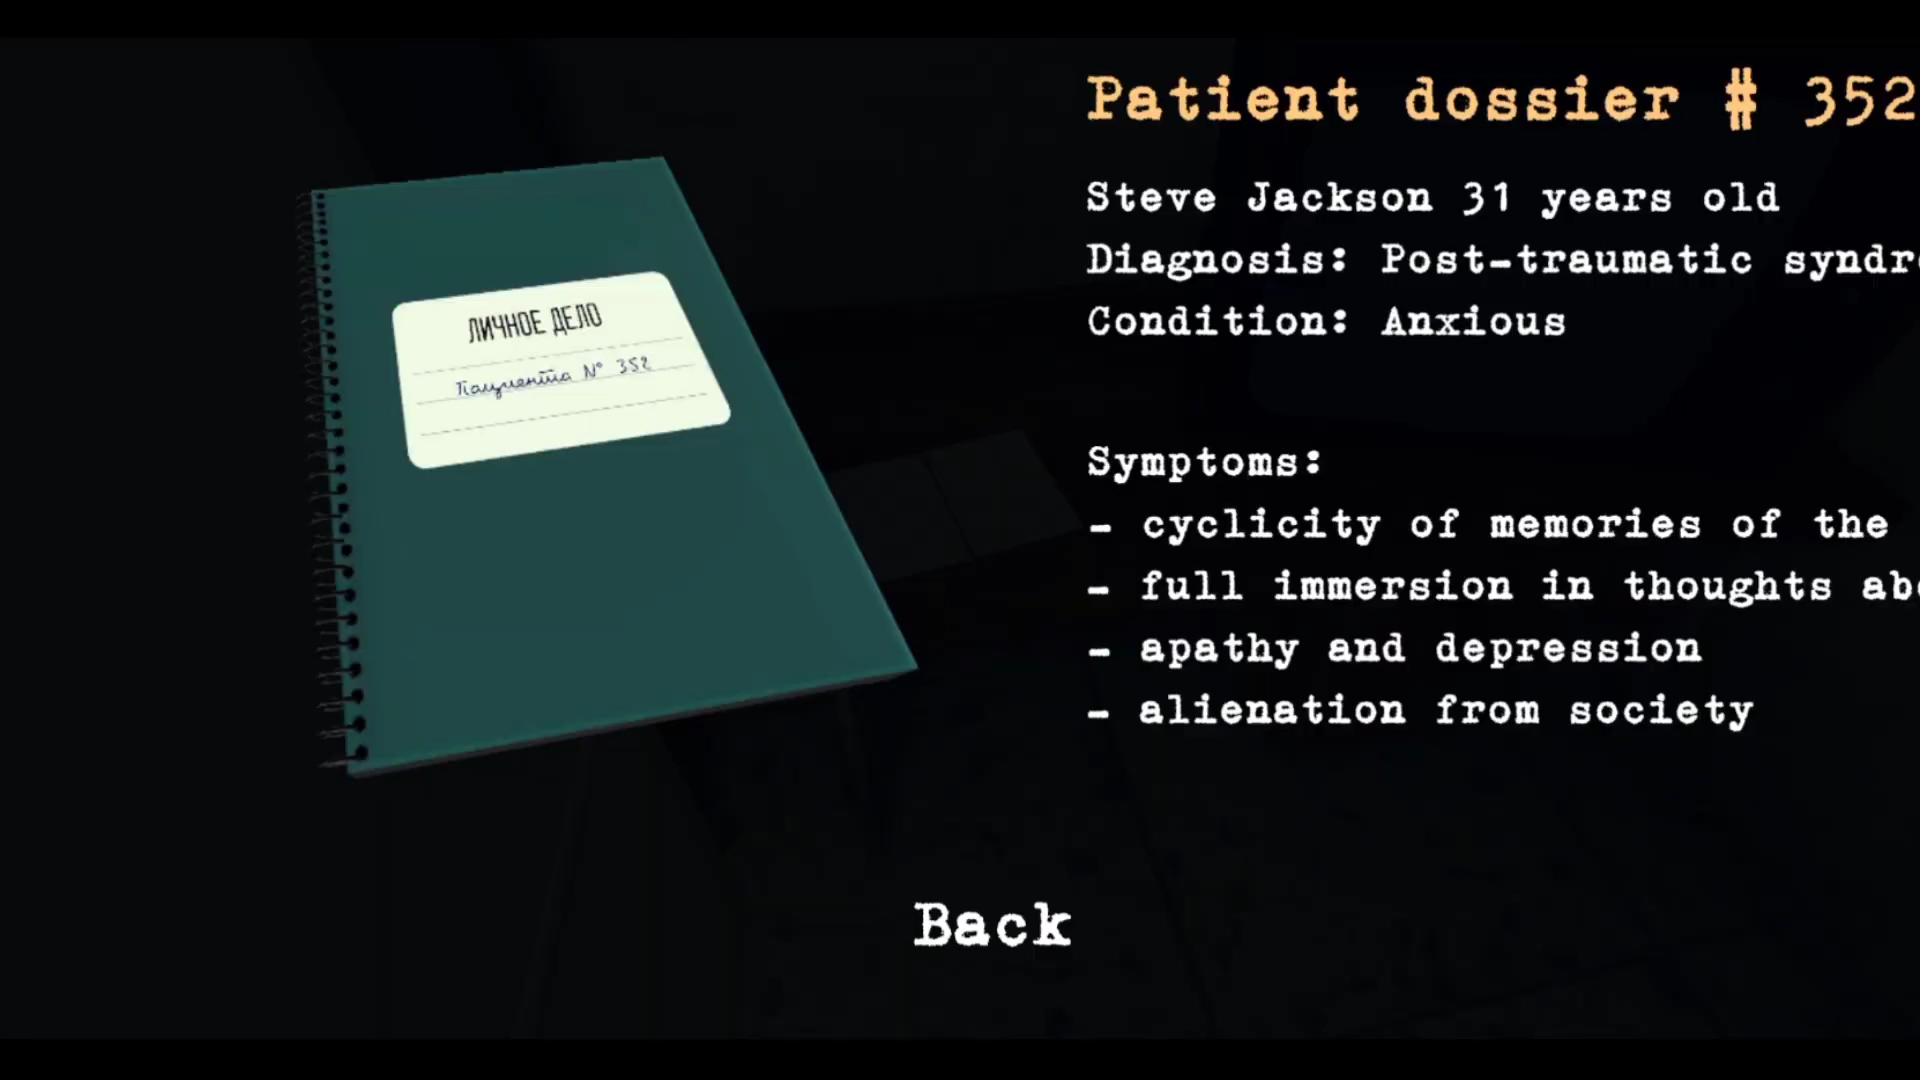 ЛИЧНОЕ ДЕЛО
Пациента № 352
Patient dossier # 352
Steve Jackson 31 years old
Diagnosis: Post-traumatic
Condition: Anxious
Symptoms:
- cyclicity of memories of the
- full immersion in thoughts
- apathy and depression
- alienation from society
Back